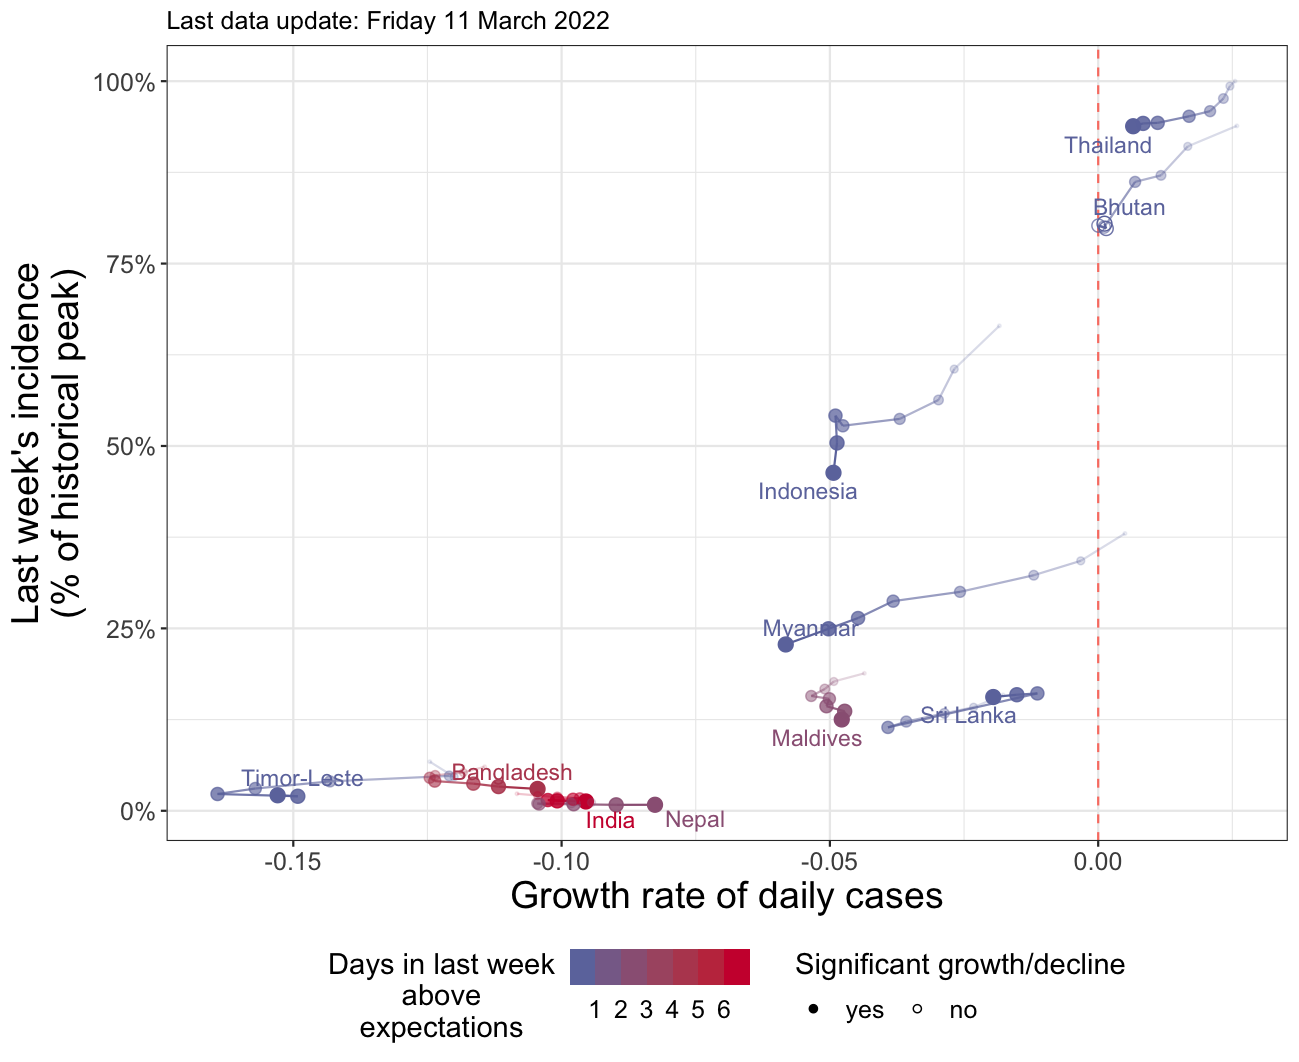 Last data update: Friday 11 March 2022
Last week's incidence
(% of historical peak)
100%
75%
50%
25%
0%
Thailand
Bhutan
Indonesia
Myanmar
Sri Lanka
Maldives
Timor-Leste
Bangladesh
India
Nepal
-0.15
-0.10
-0.05
0.00
Growth rate of daily cases
Days in last week
above
expectations
1 2 3 4 5 6
Significant growth/decline
yes
no